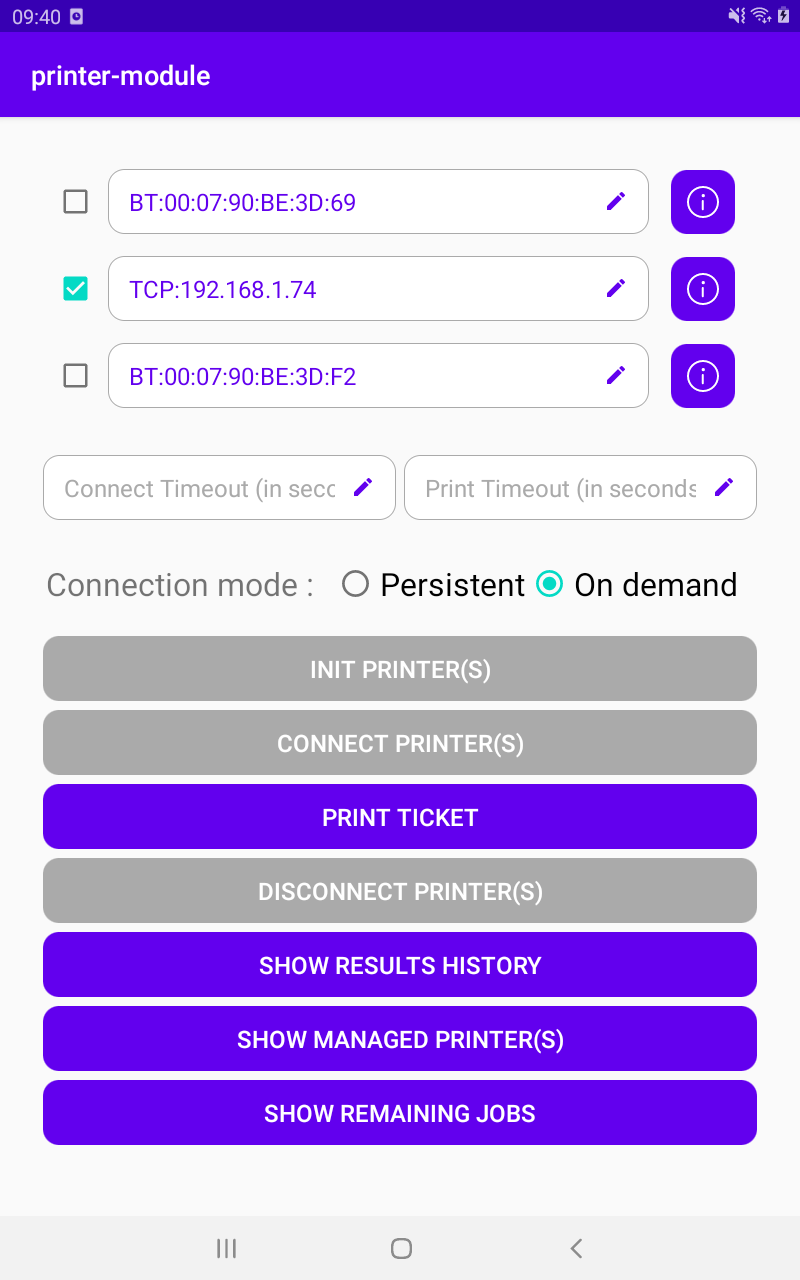 09:40
printer-module
BT:00:07:90:BE:3D:69
TCP:192.168.1.74
BT:00:07:90:BE:3D:F2
Connect Timeout (in sec Print Timeout (in seconds
Connection mode : Persistent On demand
INIT PRINTER(S)
CONNECT PRINTER(S)
PRINT TICKET
DISCONNECT PRINTER(S)
SHOW RESULTS HISTORY
SHOW MANAGED PRINTER(S)
SHOW REMAINING JOBS